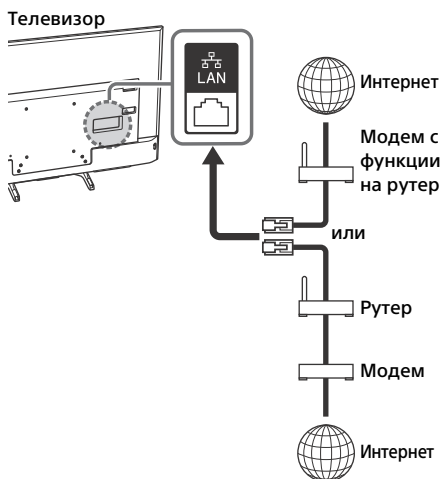 Телевизор
LAN
Интернет
Модем с
функции
на рутер
или
Рутер
Модем
Интернет